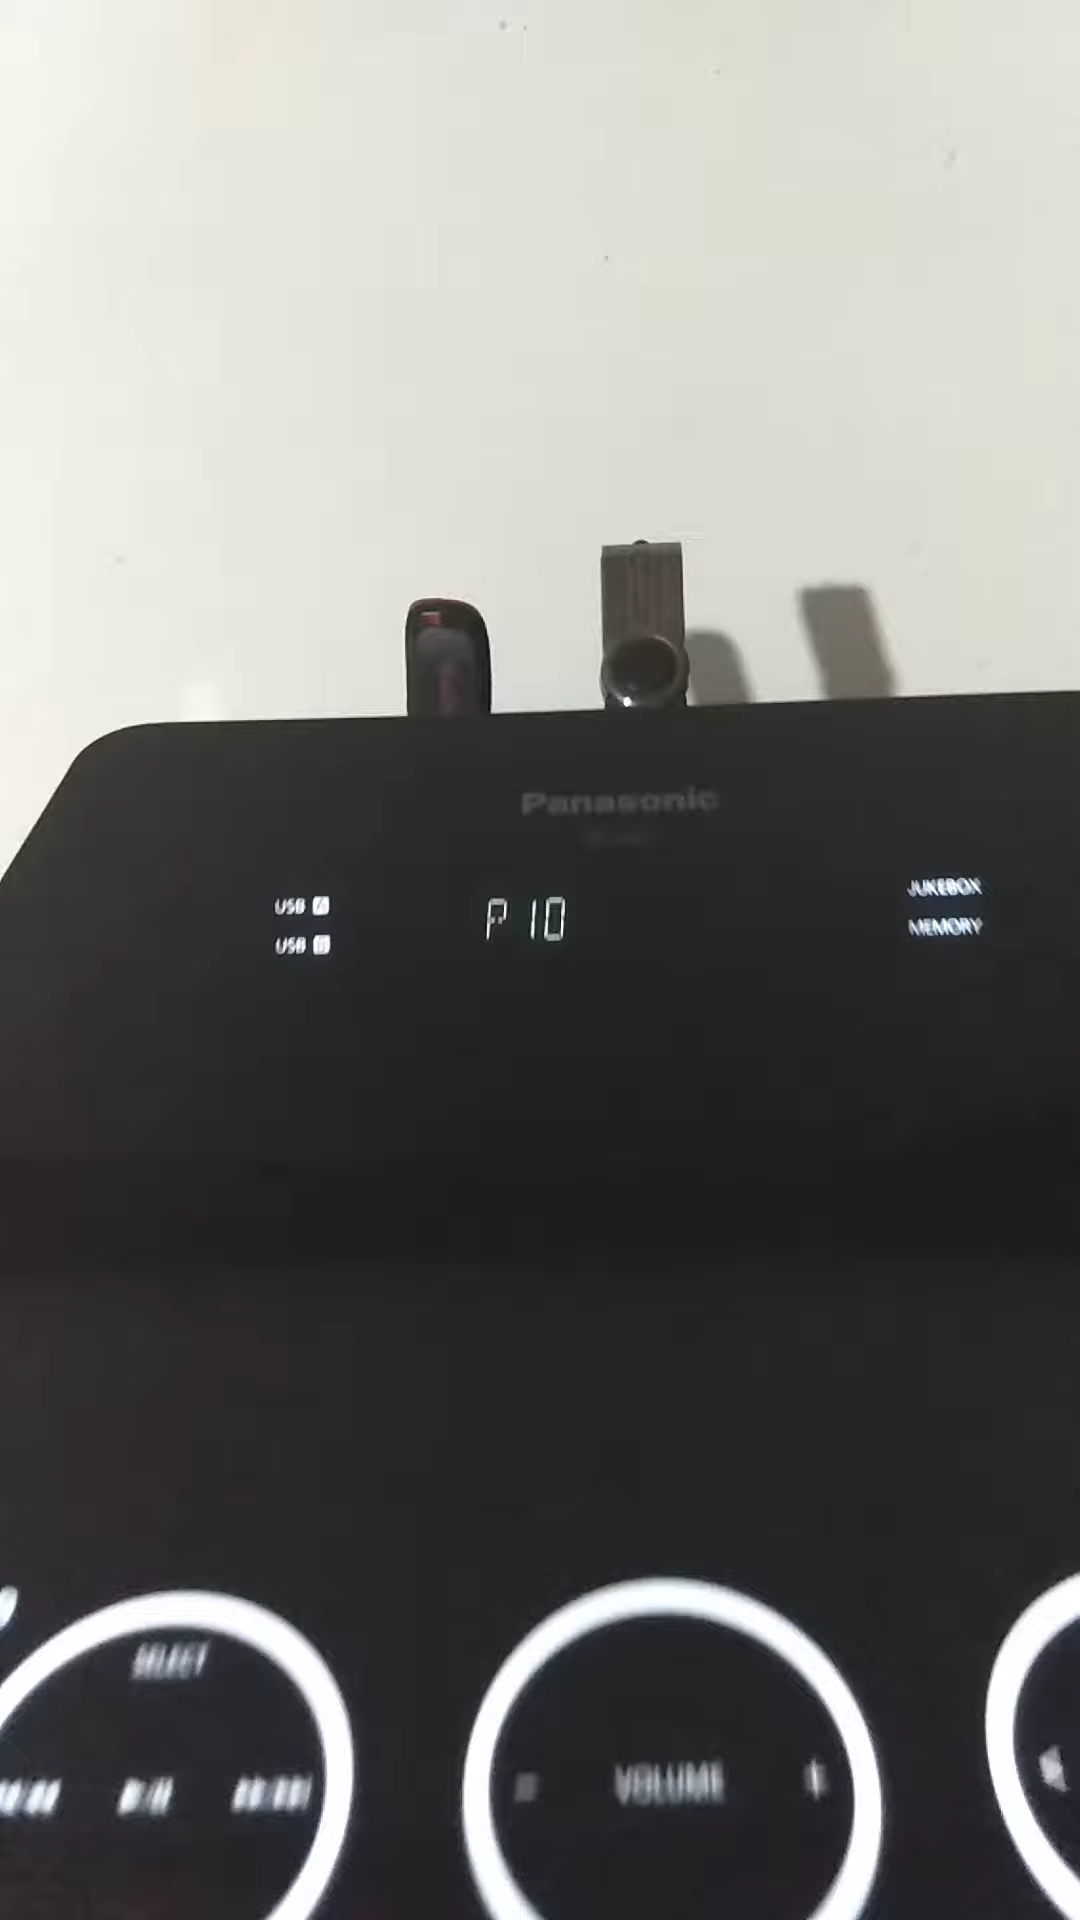 Panasonic
USB A
USB B
P 10
JUKEBOX
MEMORY
SELECT
VOLUME